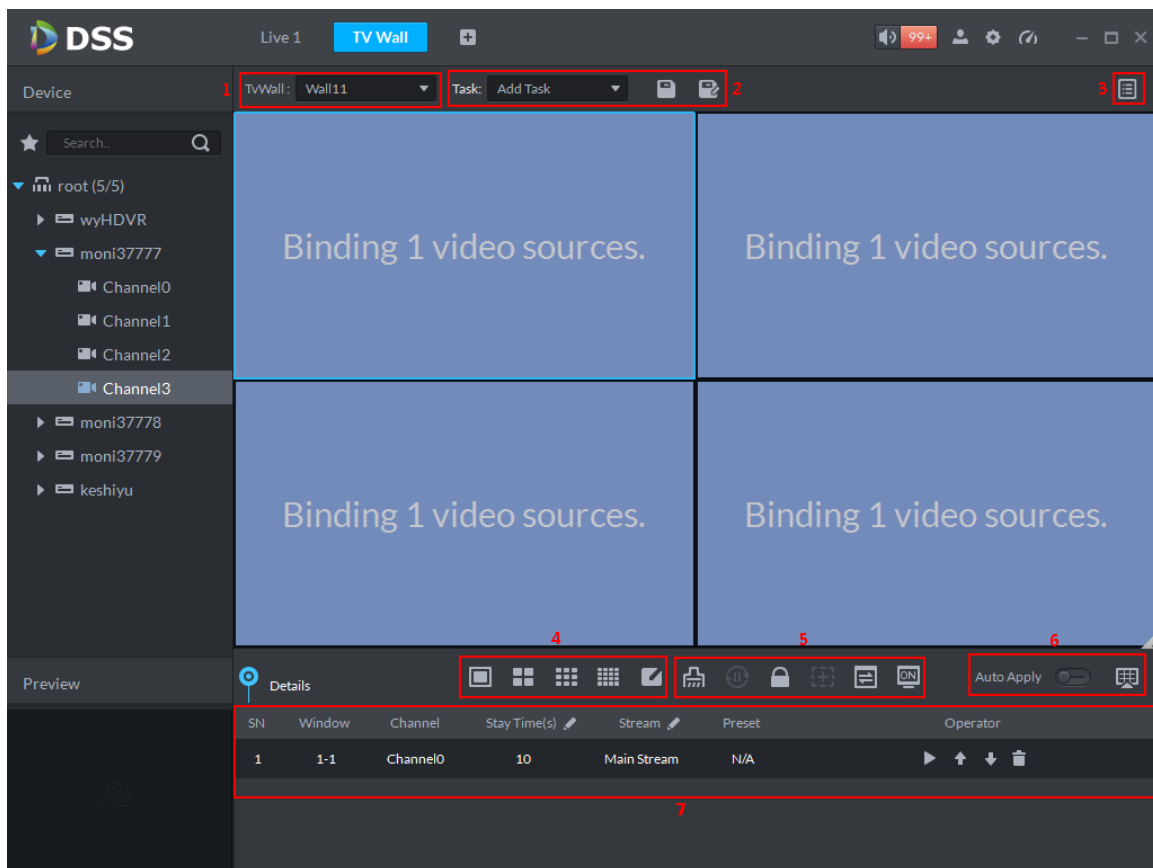 DSS
Live 1 TV Wall 99+
Device 1 TvWall: Wall11 Task: Add Task 2 3
Search..
root (5/5)
wyHDVR
moni37777
Channel0
Channel1
Channel2
Channel3
moni37778
moni37779
keshiyu
Binding 1 video sources. Binding 1 video sources.
Binding 1 video sources. Binding 1 video sources.
4 5 6
Preview Details ON Auto Apply
SN Window Channel Stay Time(s) Stream Preset Operator
1 1-1 Channel0 10 Main Stream N/A
7